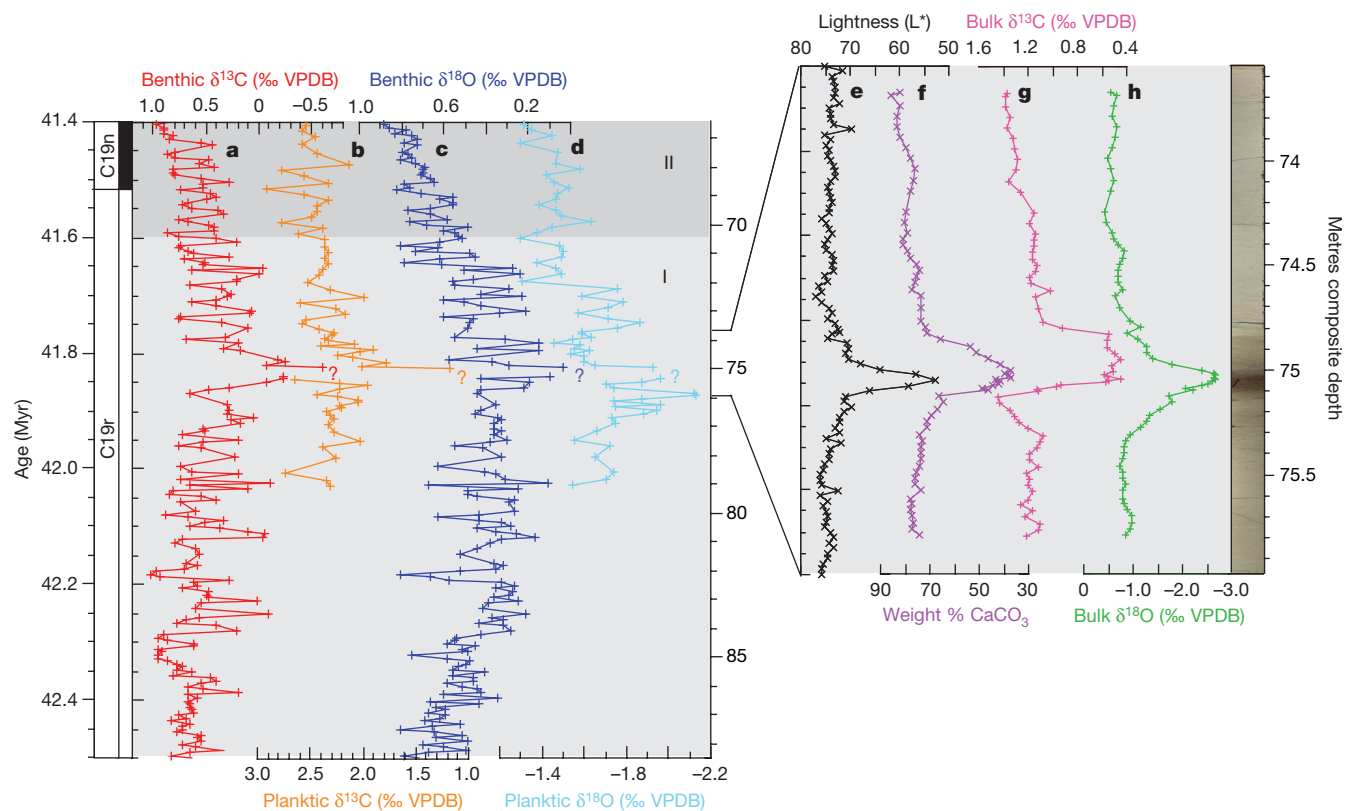 Lightness (L*) Bulk δ¹³C (‰ VPDB)
80 70 60 50 1.6 1.2 0.8 0.4
Benthic δ¹³C (‰ VPDB) Benthic δ¹⁸O (‰ VPDB)
1.0 0.5 0 –0.5 1.0 0.6 0.2
e f g h
41.4
41.6
41.8
42.0
42.2
42.4
Age (Myr)
C19n
C19r
a b c d
II
I
? ? ? ?
70
75
80
85
74
74.5
75
75.5
Metres composite depth
90 70 50 30 0 –1.0 –2.0 –3.0
Weight % CaCO₃ Bulk δ¹⁸O (‰ VPDB)
3.0 2.5 2.0 1.5 1.0 –1.4 –1.8 –2.2
Planktic δ¹³C (‰ VPDB) Planktic δ¹⁸O (‰ VPDB)